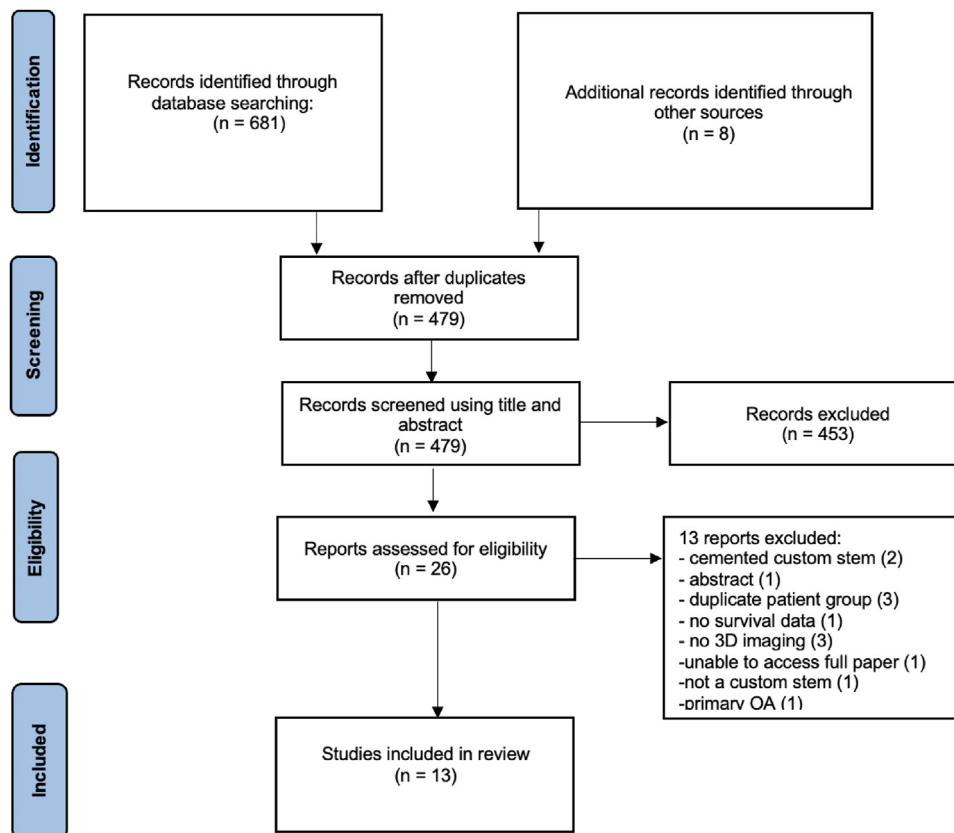 Identification
Records identified through
database searching:
(n = 681)
Additional records identified through
other sources
(n = 8)
Screening
Records after duplicates
removed
(n = 479)
Records screened using title and
abstract
(n = 479)
Records excluded
(n = 453)
Eligibility
Reports assessed for eligibility
(n = 26)
13 reports excluded:
- cemented custom stem (2)
- abstract (1)
- duplicate patient group (3)
- no survival data (1)
- no 3D imaging (3)
-unable to access full paper (1)
-not a custom stem (1)
-primary OA (1)
Included
Studies included in review
(n = 13)